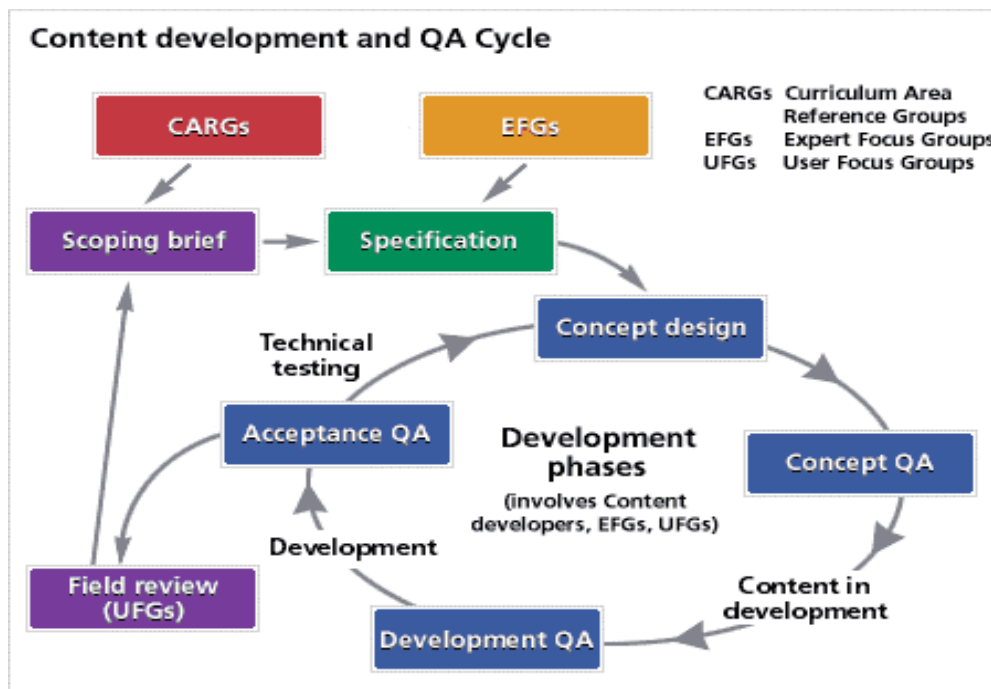 Content development and QA Cycle
CARGs
EFGs
CARGs Curriculum Area
Reference Groups
EFGs Expert Focus Groups
UFGs User Focus Groups
Scoping brief
Specification
Concept design
Technical
testing
Acceptance QA
Development
phases
(involves Content
developers, EFGs, UFGs)
Concept QA
Development
Field review
(UFGs)
Content in
development
Development QA